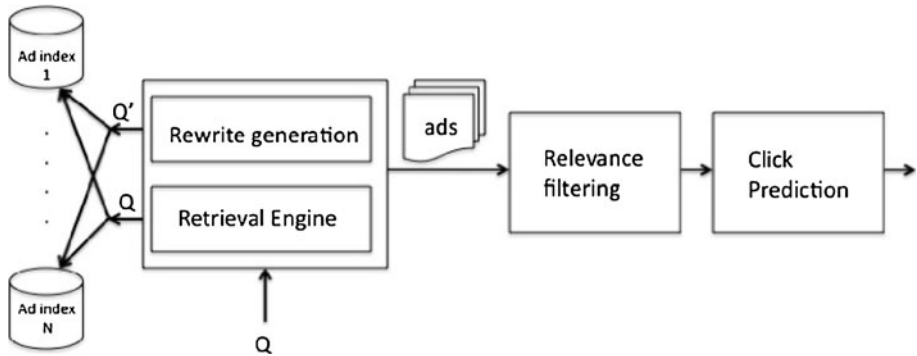 Ad index
1
Q'
Rewrite generation
ads
Relevance
filtering
Click
Prediction
Q
Retrieval Engine
Ad index
N
Q